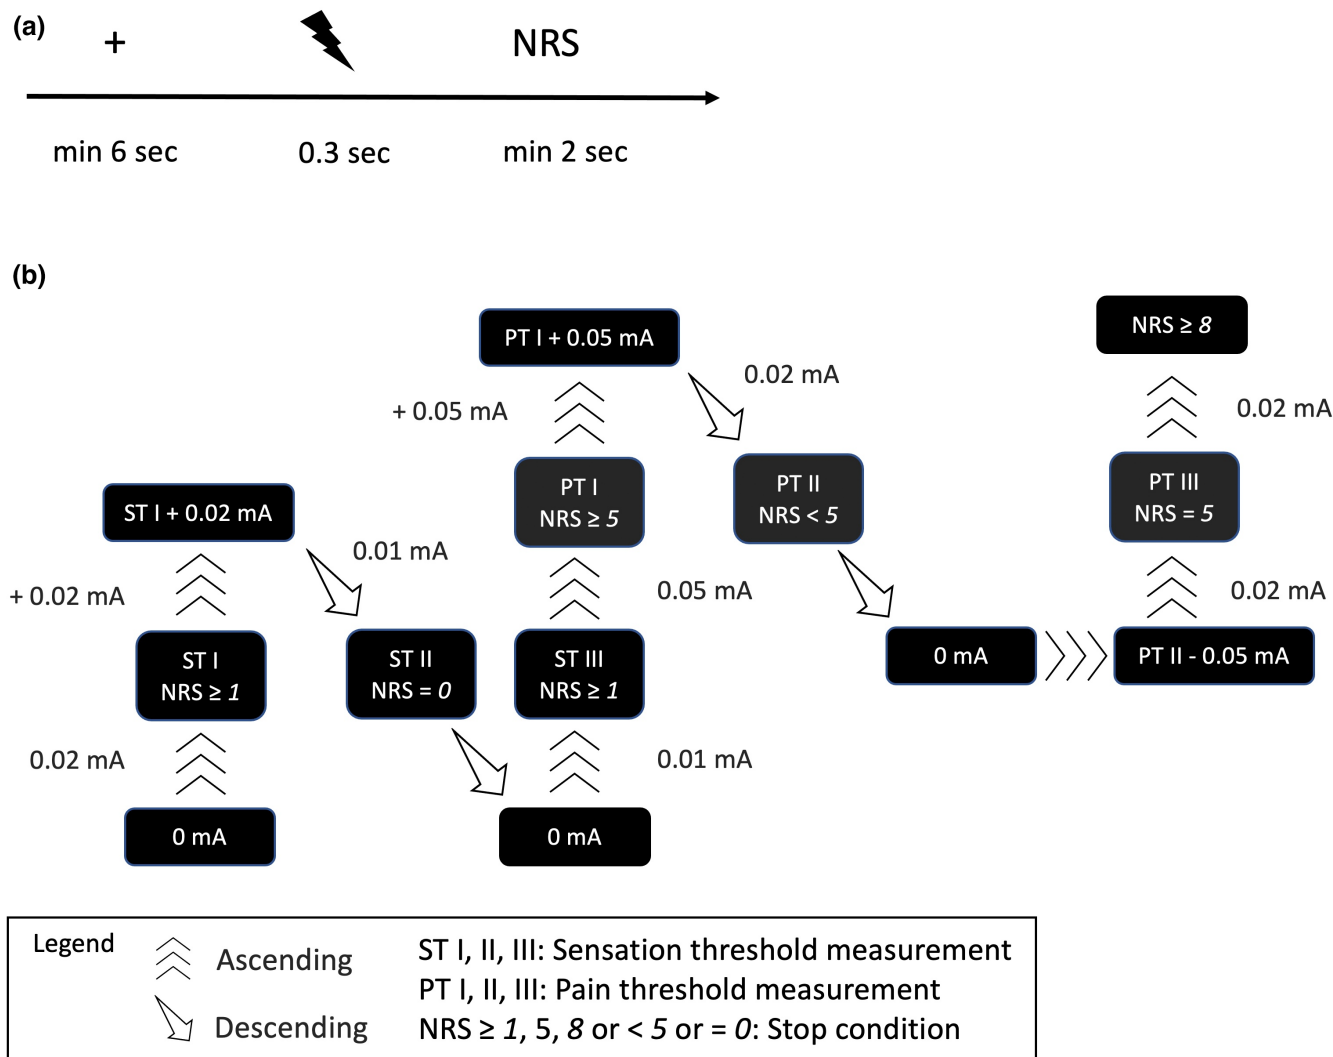 (a)
+
NRS
min 6 sec
0.3 sec
min 2 sec
(b)
PT I + 0.05 mA
NRS ≥ 8
0.02 mA
+ 0.05 mA
0.02 mA
PT I
NRS ≥ 5
PT II
NRS < 5
PT III
NRS = 5
ST I + 0.02 mA
0.01 mA
+ 0.02 mA
0.05 mA
0.02 mA
ST I
NRS ≥ 1
ST II
NRS = 0
ST III
NRS ≥ 1
0 mA
PT II - 0.05 mA
0.02 mA
0.01 mA
0 mA
0 mA
Legend
Ascending
Descending
ST I, II, III: Sensation threshold measurement
PT I, II, III: Pain threshold measurement
NRS ≥ 1, 5, 8 or < 5 or = 0: Stop condition